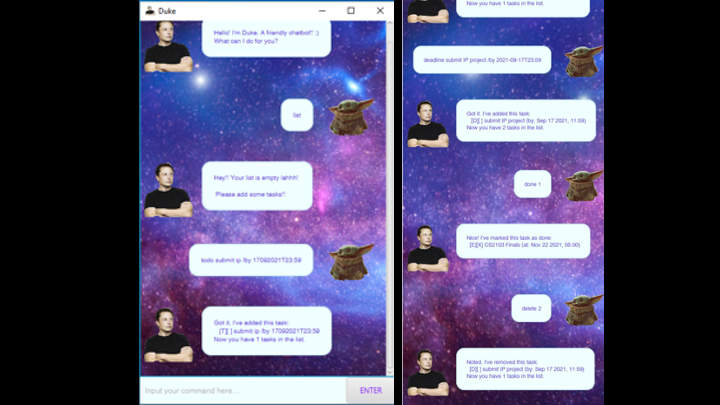 Duke
Hello! I'm Duke. A friendly chatbot! :)
What can I do for you?
list
Hey!! Your list is empty lahhh!
Please add some tasks!!
todo submit ip /by 17092021T23:59
Got it. I've added this task:
[T][ ] submit ip /by 17092021T23:59
Now you have 1 tasks in the list.
Input your command here....
ENTER
Now you have 1 tasks in the list.
deadline submit IP project /by 2021-09-17T23:59
Got it. I've added this task:
[D][ ] submit IP project (by: Sep 17 2021, 11:59)
Now you have 2 tasks in the list.
done 1
Nice! I've marked this task as done:
[E][X] CS2103 Finals (at: Nov 22 2021, 05:00)
delete 2
Noted. I've removed this task:
[D][ ] submit IP project (by: Sep 17 2021, 11:59)
Now you have 1 tasks in the list.